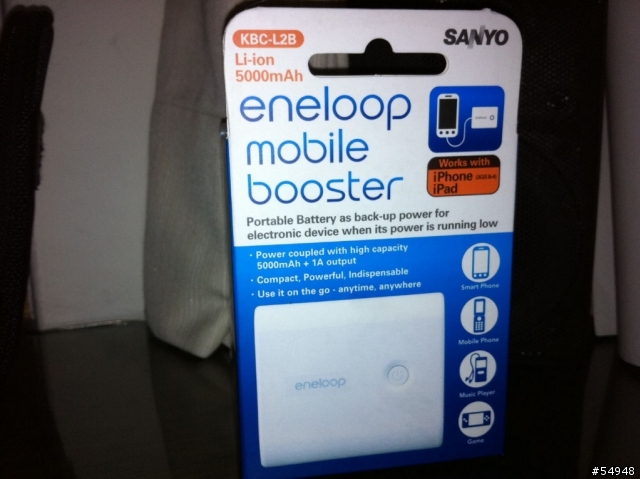 KBC-L2B
SANYO
Li-ion
5000mAh
eneloop
mobile
booster
Works with
iPhone
iPad
Portable Battery as back-up power for
electronic device when its power is running low
· Power coupled with high capacity
5000mAh + 1A output
· Compact, Powerful, Indispensable
· Use it on the go - anytime, anywhere
Smart Phone
Mobile Phone
Music Player
Game
eneloop
#54948